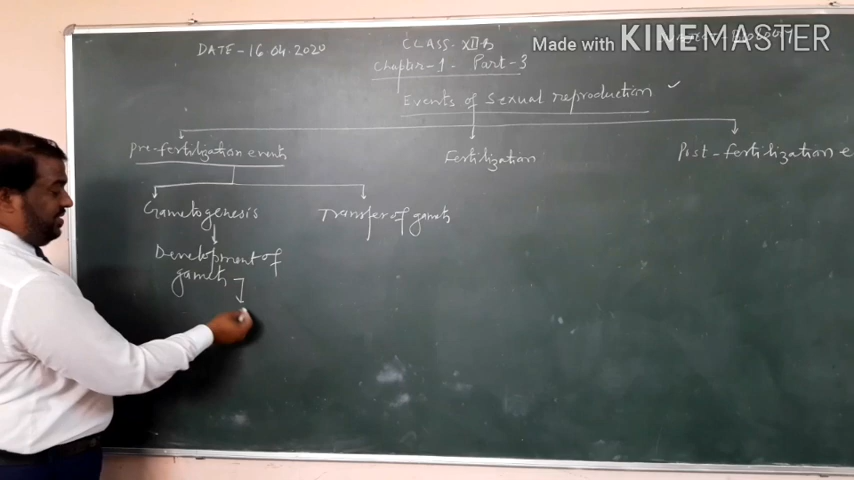 DATE - 16.04.2020
CLASS - XII B
Made with KINEMASTER
Chapter-1 - Part-3
Events of Sexual reproduction
Pre-fertilization events
Fertilization
Post-fertilization e
Gametogenesis
Transfer of gamets
Development of
gamets